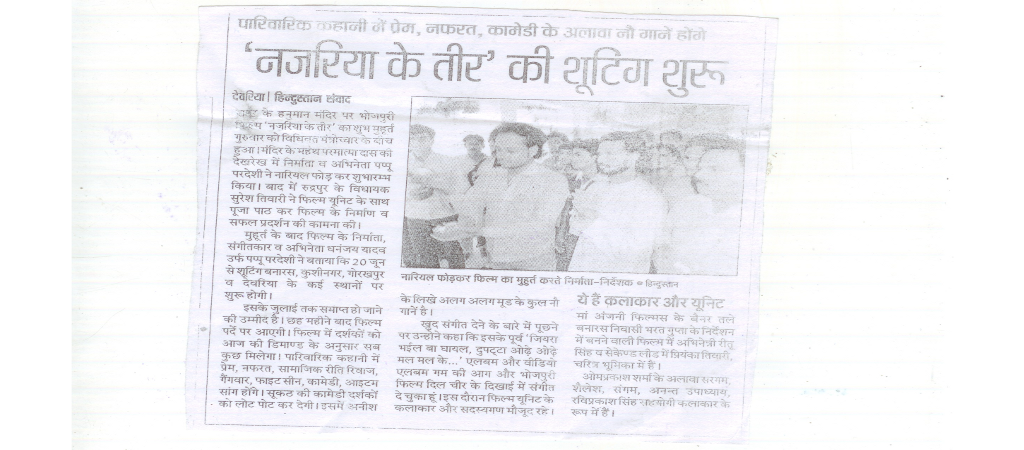 पारिवारिक कहानी में प्रेम, नफरत, कामेडी के अलावा नौ गाने होंगे
'नजरिया के तीर' की शूटिंग शुरू
देवरिया | हिन्दुस्तान संवाद
के हनुमान मंदिर पर भोजपुरी
फिल्म 'नजरिया के तीर' का शुभ मुहूर्त
गुरुवार को विधिवत मंत्रोच्चार के बीच
हुआ। मंदिर के महंथ परमात्मा दास की
देखरेख में निर्माता व अभिनेता पप्पू
परदेशी ने नारियल फोड़ कर शुभारम्भ
किया। बाद में रुद्रपुर के विधायक
सुरेश तिवारी ने फिल्म यूनिट के साथ
पूजा पाठ कर फिल्म के निर्माण व
सफल प्रदर्शन की कामना की।
मुहूर्त के बाद फिल्म के निर्माता,
संगीतकार व अभिनेता धनंजय यादव
उर्फ पप्पू परदेशी ने बताया कि 20 जून
से शूटिंग बनारस, कुशीनगर, गोरखपुर
व देवरिया के कई स्थानों पर
शुरू होगी।
इसके जुलाई तक समाप्त हो जाने
की उम्मीद है। छह महीने बाद फिल्म
पर्दे पर आएगी। फिल्म में दर्शकों को
आज की डिमाण्ड के अनुसार सब
कुछ मिलेगा। पारिवारिक कहानी में
प्रेम, नफरत, सामाजिक रीति रिवाज,
गैंगवार, फाइट सीन, कामेडी, आइटम
सांग होंगे। सूकठ की कामेडी दर्शकों
को लोट पोट कर देगी। इसमें अनीश
नारियल फोड़कर फिल्म का मुहूर्त करते निर्माता-निर्देशक ● हिन्दुस्तान
के लिखे अलग अलग मूड के कुल नौ
गानें है।
खुद संगीत देने के बारे में पूछने
पर उन्होंने कहा कि इसके पूर्व 'जियरा
भईल बा घायल, दुपट्टा ओढ़े ओढ़े
मल मल के...' एलबम और वीडियो
एलबम गम की आग और भोजपुरी
फिल्म दिल चीर के दिखाई में संगीत
दे चुका हूं। इस दौरान फिल्म यूनिट के
कलाकार और सदस्यगण मौजूद रहे।
ये हैं कलाकार और यूनिट
मां अंजनी फिल्मस के बैनर तले
बनारस निवासी भरत गुप्ता के निर्देशन
में बनने वाली फिल्म में अभिनेत्री रीतू
सिंह व सेकेण्ड लीड में प्रियंका तिवारी,
चरित्र भूमिका में हैं।
ओमप्रकाश शर्मा के अलावा सरगम,
शैलेश, संगम, अनन्त उपाध्याय,
रविप्रकाश सिंह सहयोगी कलाकार के
रूप में हैं।